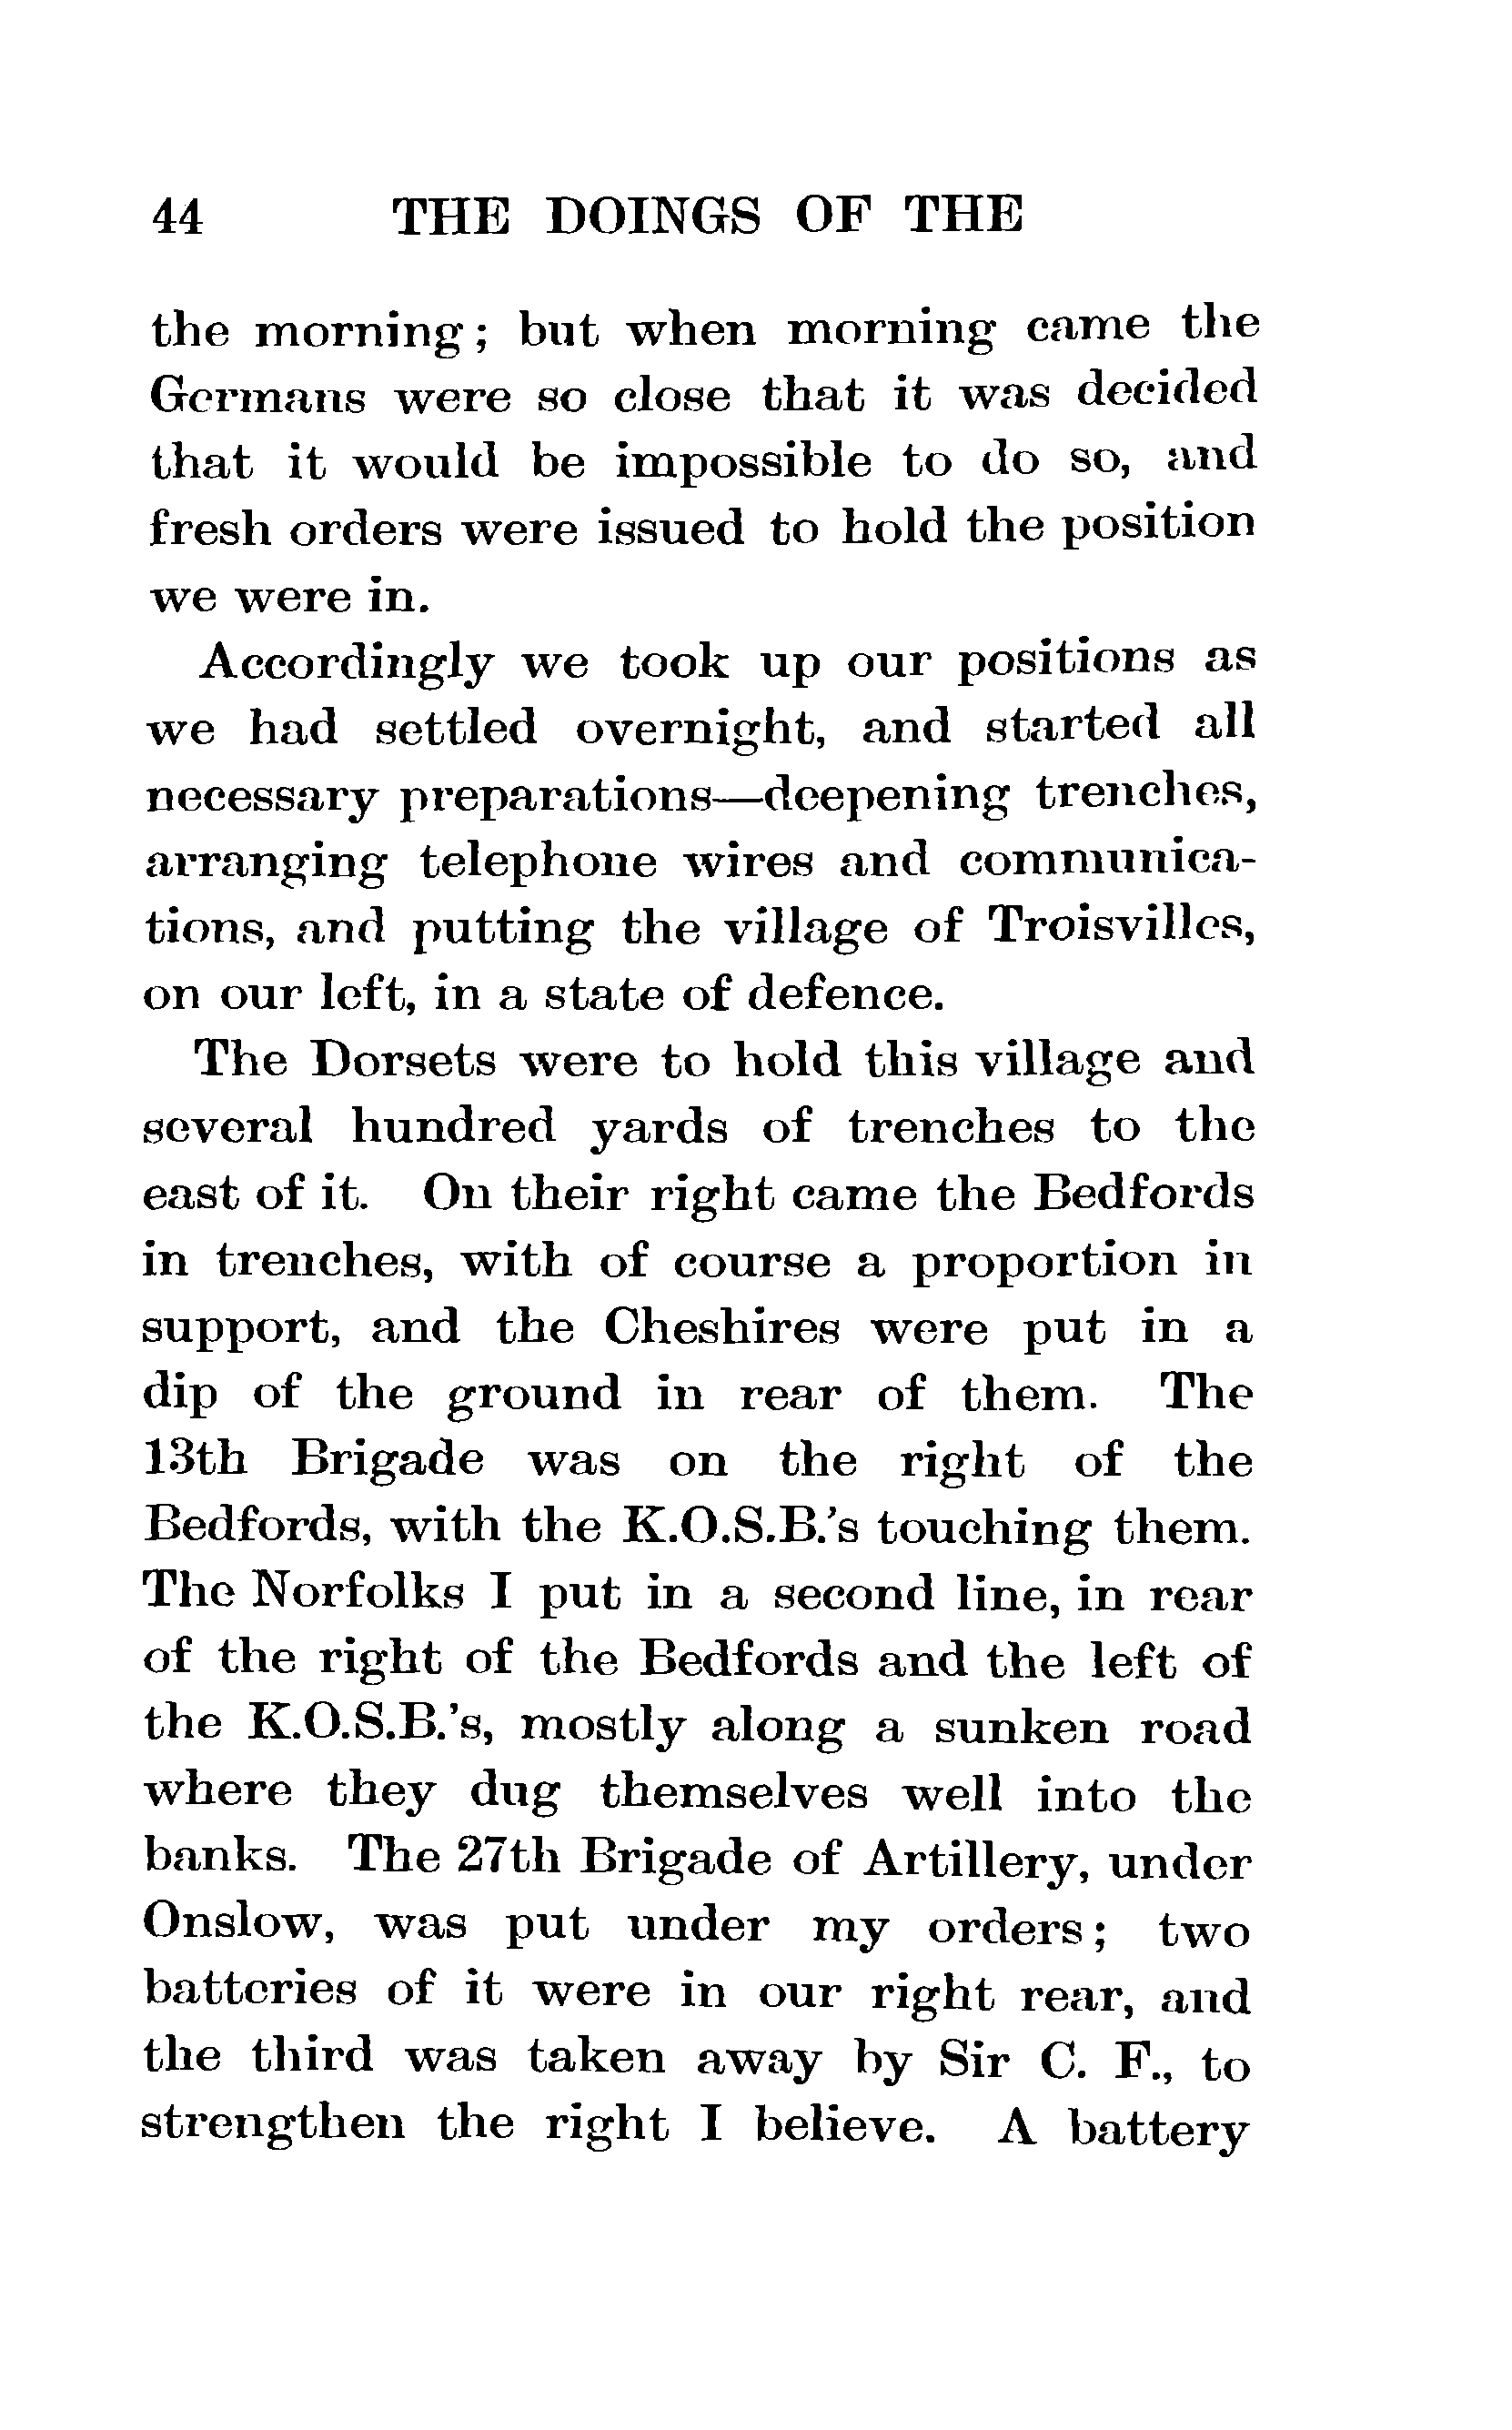 44 THE DOINGS OF THE
the morning; but when morning came the
Germans were so close that it was decided
that it would be impossible to do so, and
fresh orders were issued to hold the position
we were in.
Accordingly we took up our positions as
we had settled overnight, and started all
necessary preparations—deepening trenches,
arranging telephone wires and communica-
tions, and putting the village of Troisvilles,
on our left, in a state of defence.
The Dorsets were to hold this village and
several hundred yards of trenches to the
east of it. On their right came the Bedfords
in trenches, with of course a proportion in
support, and the Cheshires were put in a
dip of the ground in rear of them. The
13th Brigade was on the right of the
Bedfords, with the K.O.S.B.'s touching them.
The Norfolks I put in a second line, in rear
of the right of the Bedfords and the left of
the K.O.S.B.'s, mostly along a sunken road
where they dug themselves well into the
banks. The 27th Brigade of Artillery, under
Onslow, was put under my orders; two
batteries of it were in our right rear, and
the third was taken away by Sir C. F., to
strengthen the right I believe. A battery